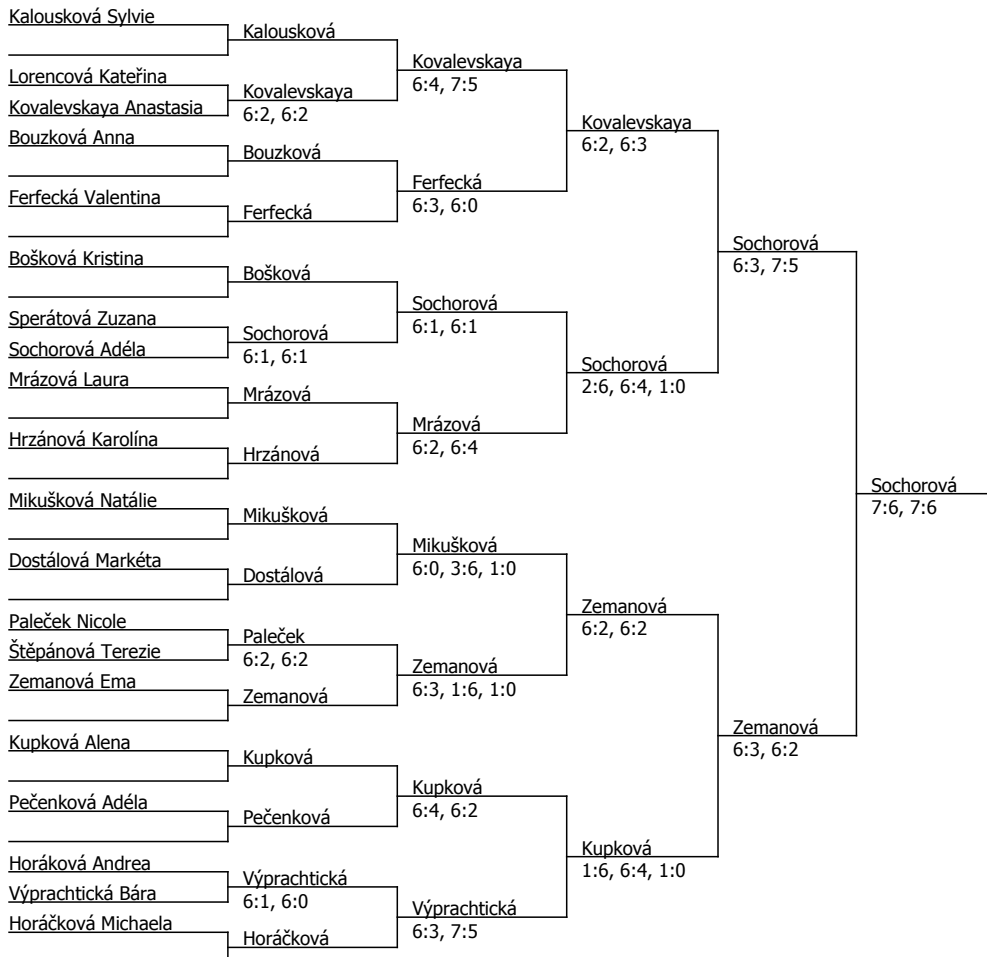 Kalousková Sylvie
Kalousková
Kovalevskaya
6:4, 7:5
Lorencová Kateřina
Kovalevskaya
6:2, 6:2
Kovalevskaya Anastasia
Kovalevskaya
6:2, 6:3
Bouzková Anna
Bouzková
Ferfecká
6:3, 6:0
Ferfecká Valentina
Ferfecká
Sochorová
6:3, 7:5
Bošková Kristina
Bošková
Sochorová
6:1, 6:1
Sperátová Zuzana
Sochorová
6:1, 6:1
Sochorová Adéla
Sochorová
2:6, 6:4, 1:0
Mrázová Laura
Mrázová
Mrázová
6:2, 6:4
Hrzánová Karolína
Hrzánová
Sochorová
7:6, 7:6
Mikušková Natálie
Mikušková
Mikušková
6:0, 3:6, 1:0
Dostálová Markéta
Dostálová
Zemanová
6:2, 6:2
Paleček Nicole
Paleček
6:2, 6:2
Štěpánová Terezie
Zemanová
6:3, 1:6, 1:0
Zemanová Ema
Zemanová
Zemanová
6:3, 6:2
Kupková Alena
Kupková
Kupková
6:4, 6:2
Pečenková Adéla
Pečenková
Kupková
1:6, 6:4, 1:0
Horáková Andrea
Výprachtická
6:1, 6:0
Výprachtická Bára
Výprachtická
6:3, 7:5
Horáčková Michaela
Horáčková